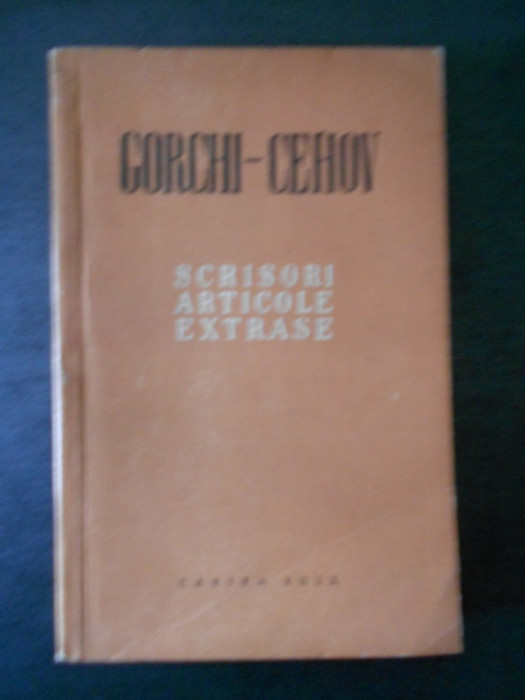 GORCHI-CEHOV
SCRISORI
ARTICOLE
EXTRASE
CARTEA RUSĂ